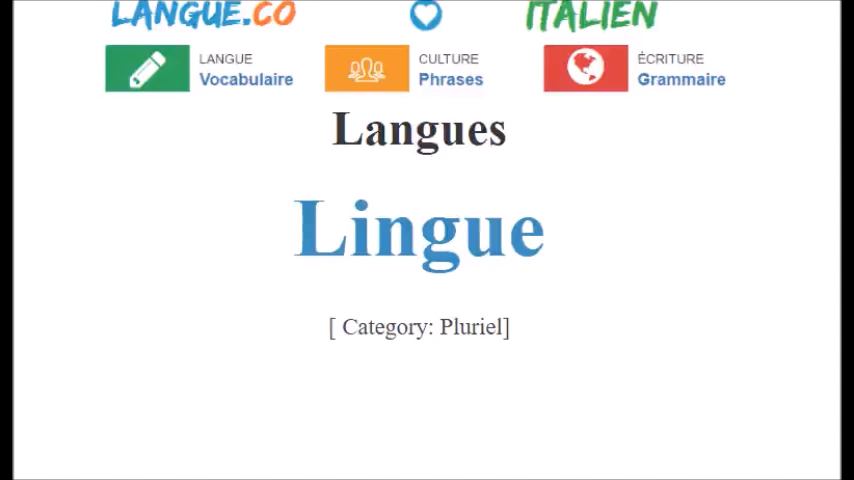 LANGUE.CO
ITALIEN
LANGUE
Vocabulaire
CULTURE
Phrases
ÉCRITURE
Grammaire
Langues
Lingue
[ Category: Pluriel]